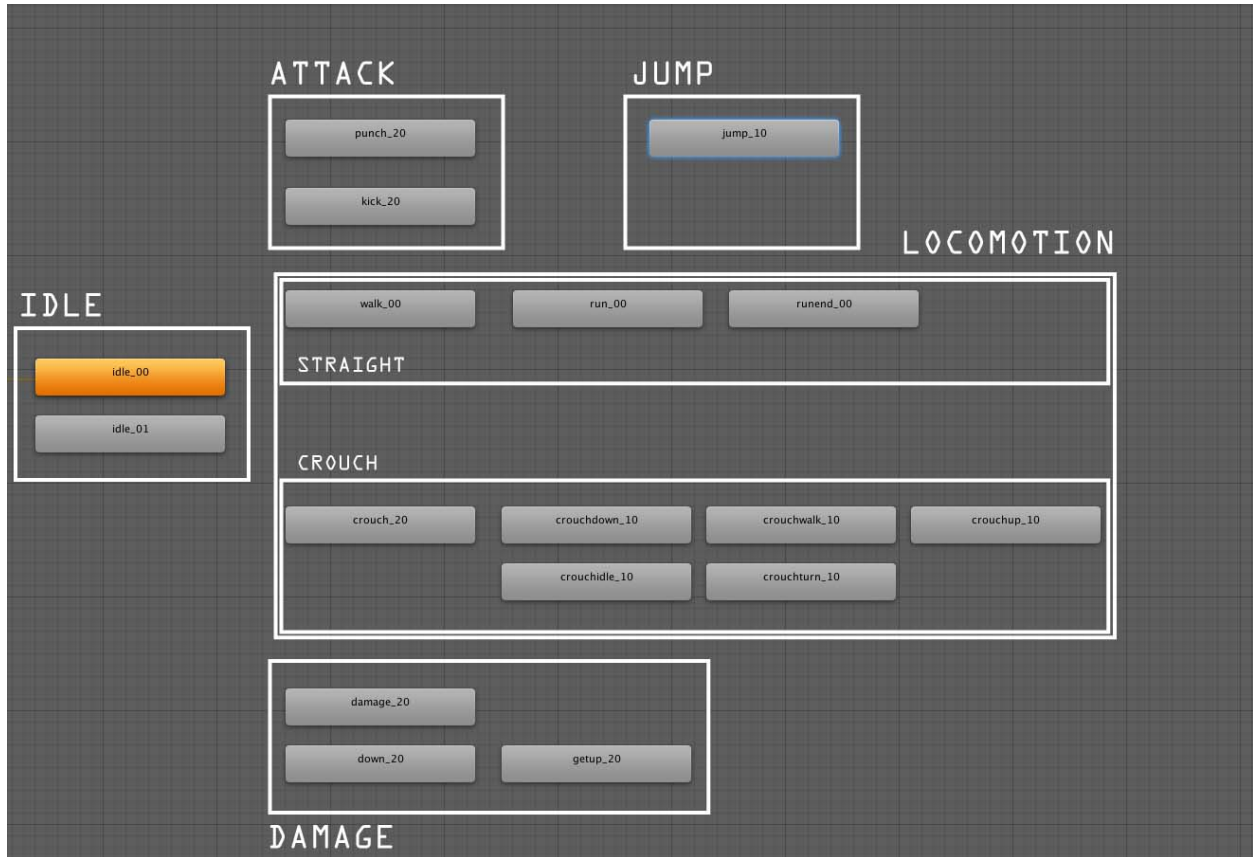 ATTACK
punch_20
kick_20
JUMP
jump_10
LOCOMOTION
IDLE
idle_00
idle_01
walk_00
run_00
runend_00
STRAIGHT
CROUCH
crouch_20
crouchdown_10
crouchwalk_10
crouchup_10
crouchidle_10
crouchturn_10
damage_20
down_20
getup_20
DAMAGE